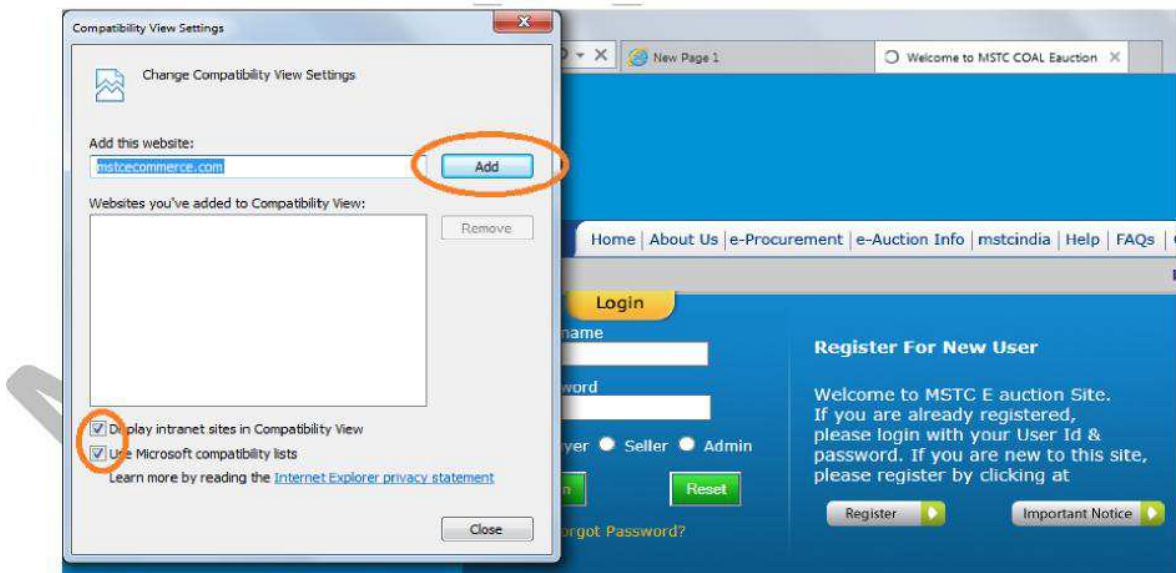 Compatibility View Settings
Change Compatibility View Settings
Add this website:
mstcecommerce.com
Add
Websites you've added to Compatibility View:
Remove
Display intranet sites in Compatibility View
Use Microsoft compatibility lists
Learn more by reading the Internet Explorer privacy statement
Close
New Page 1
Welcome to MSTC COAL Eauction
Home | About Us | e-Procurement | e-Auction Info | mstcindia | Help | FAQs |
Login
name
word
yer Seller Admin
Reset
orgot Password?
Register For New User
Welcome to MSTC E auction Site.
If you are already registered,
please login with your User Id &
password. If you are new to this site,
please register by clicking at
Register
Important Notice